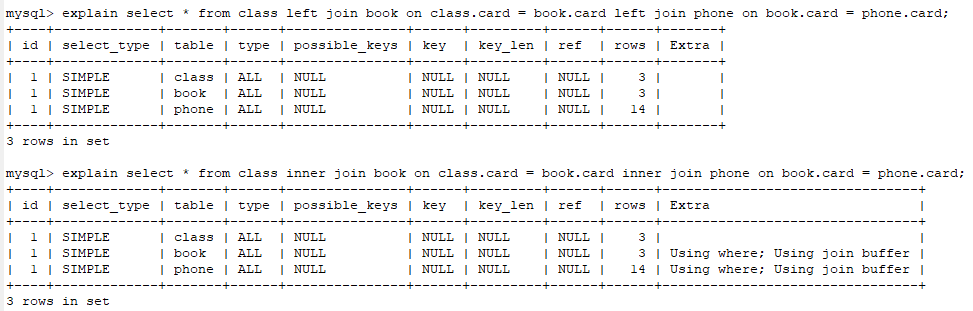 mysql> explain select * from class left join book on class.card = book.card left join phone on book.card = phone.card;
+----+-------------+-------+------+---------------+------+---------+------+------+-------+
| id | select_type | table | type | possible_keys | key  | key_len | ref  | rows | Extra |
+----+-------------+-------+------+---------------+------+---------+------+------+-------+
|  1 | SIMPLE      | class | ALL  | NULL          | NULL | NULL    | NULL |    3 |       |
|  1 | SIMPLE      | book  | ALL  | NULL          | NULL | NULL    | NULL |    3 |       |
|  1 | SIMPLE      | phone | ALL  | NULL          | NULL | NULL    | NULL |   14 |       |
+----+-------------+-------+------+---------------+------+---------+------+------+-------+
3 rows in set
mysql> explain select * from class inner join book on class.card = book.card inner join phone on book.card = phone.card;
+----+-------------+-------+------+---------------+------+---------+------+------+--------------------------------+
| id | select_type | table | type | possible_keys | key  | key_len | ref  | rows | Extra                          |
+----+-------------+-------+------+---------------+------+---------+------+------+--------------------------------+
|  1 | SIMPLE      | class | ALL  | NULL          | NULL | NULL    | NULL |    3 |                                |
|  1 | SIMPLE      | book  | ALL  | NULL          | NULL | NULL    | NULL |    3 | Using where; Using join buffer |
|  1 | SIMPLE      | phone | ALL  | NULL          | NULL | NULL    | NULL |   14 | Using where; Using join buffer |
+----+-------------+-------+------+---------------+------+---------+------+------+--------------------------------+
3 rows in set